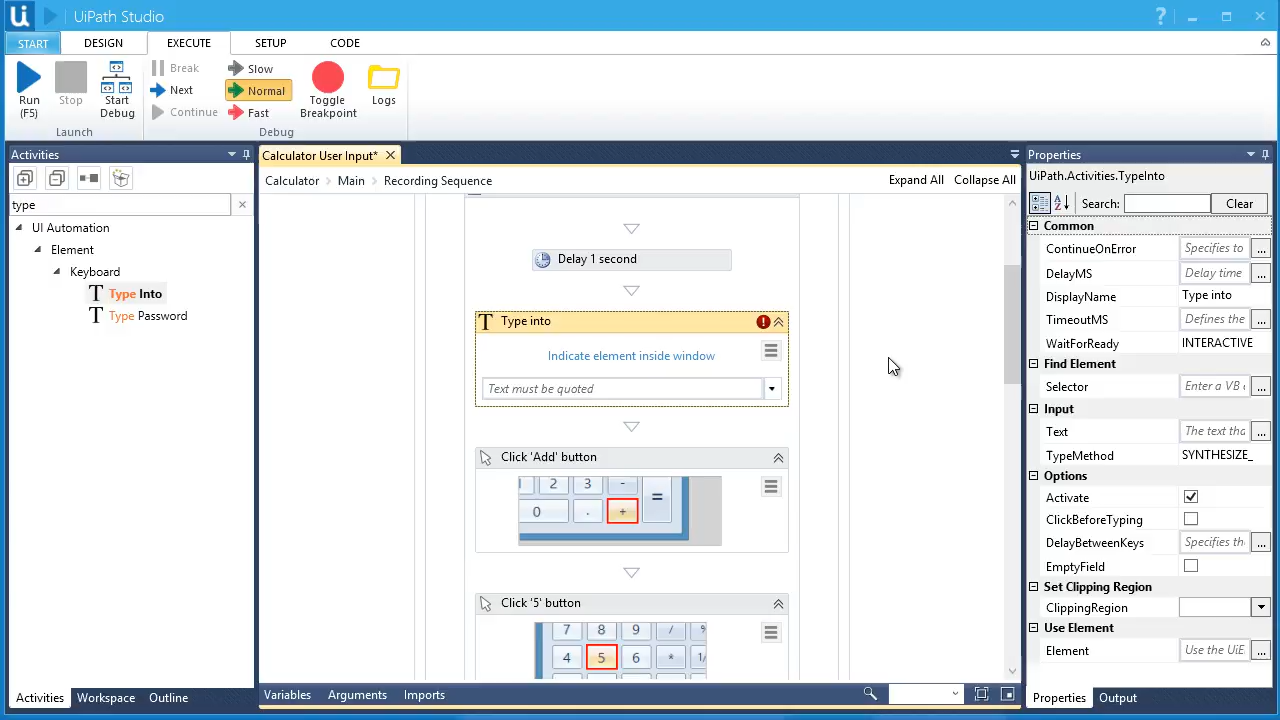 UiPath Studio
START DESIGN EXECUTE SETUP CODE
Run (F5)
Stop
Start Debug
Launch
Break
Next
Continue
Slow
Normal
Fast
Toggle Breakpoint
Logs
Debug
Activities
type
UI Automation
Element
Keyboard
Type Into
Type Password
Activities Workspace Outline
Calculator User Input*
Calculator Main Recording Sequence
Expand All Collapse All
Delay 1 second
Type into
Indicate element inside window
Text must be quoted
Click 'Add' button
2 3 - =
0 . +
Click '5' button
7 8 9 / %
4 5 6 *
Variables Arguments Imports
Properties
UiPath.Activities.TypeInto
Search: Clear
Common
ContinueOnError Specifies to ...
DelayMS Delay time ...
DisplayName Type into
TimeoutMS Defines the ...
WaitForReady INTERACTIVE
Find Element
Selector Enter a VB ...
Input
Text The text tha ...
TypeMethod SYNTHESIZE_
Options
Activate
ClickBeforeTyping
DelayBetweenKeys Specifies th ...
EmptyField
Set Clipping Region
ClippingRegion
Use Element
Element Use the UiE ...
Properties Output